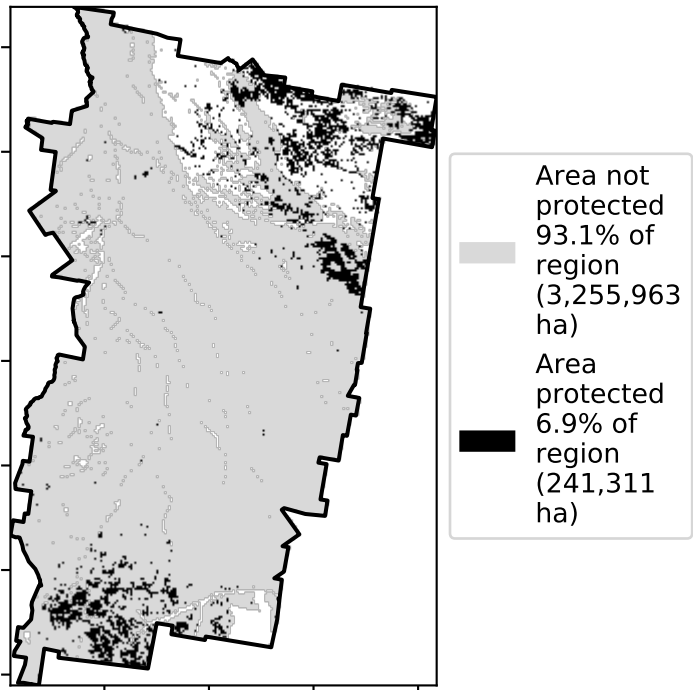 Area not
protected
93.1% of
region
(3,255,963
ha)
Area
protected
6.9% of
region
(241,311
ha)